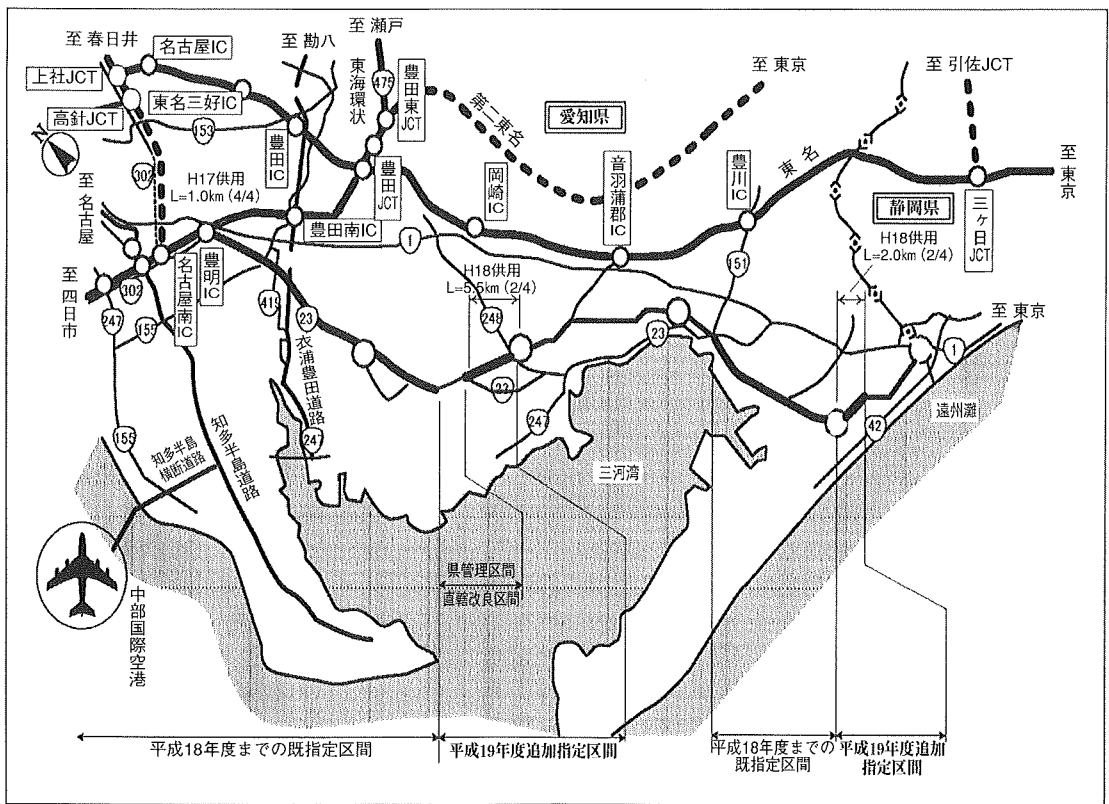 至 春日井
名古屋IC
上社JCT
高針JCT
東名三好IC
153
302
至 勘八
至 瀬戸
東海環状
475
豊田東JCT
第二東名
愛知県
至 東京
至 引佐JCT
N
至 名古屋
H17供用
L=1.0km (4/4)
豊田IC
豊田JCT
豊田南IC
岡崎IC
音羽蒲郡IC
豊川IC
東名
静岡県
三ヶ日JCT
至 東京
1
151
H18供用
L=2.0km (2/4)
至 四日市
302
247
155
名古屋南IC
豊明IC
419
23
衣浦豊田道路
H18供用
L=5.5km (2/4)
248
23
23
247
247
至 東京
1
42
遠州灘
三河湾
155
知多半島横断道路
知多半島道路
中部国際空港
県管理区間
直轄改良区間
平成18年度までの既指定区間
平成19年度追加指定区間
平成18年度までの
既指定区間
平成19年度追加
指定区間